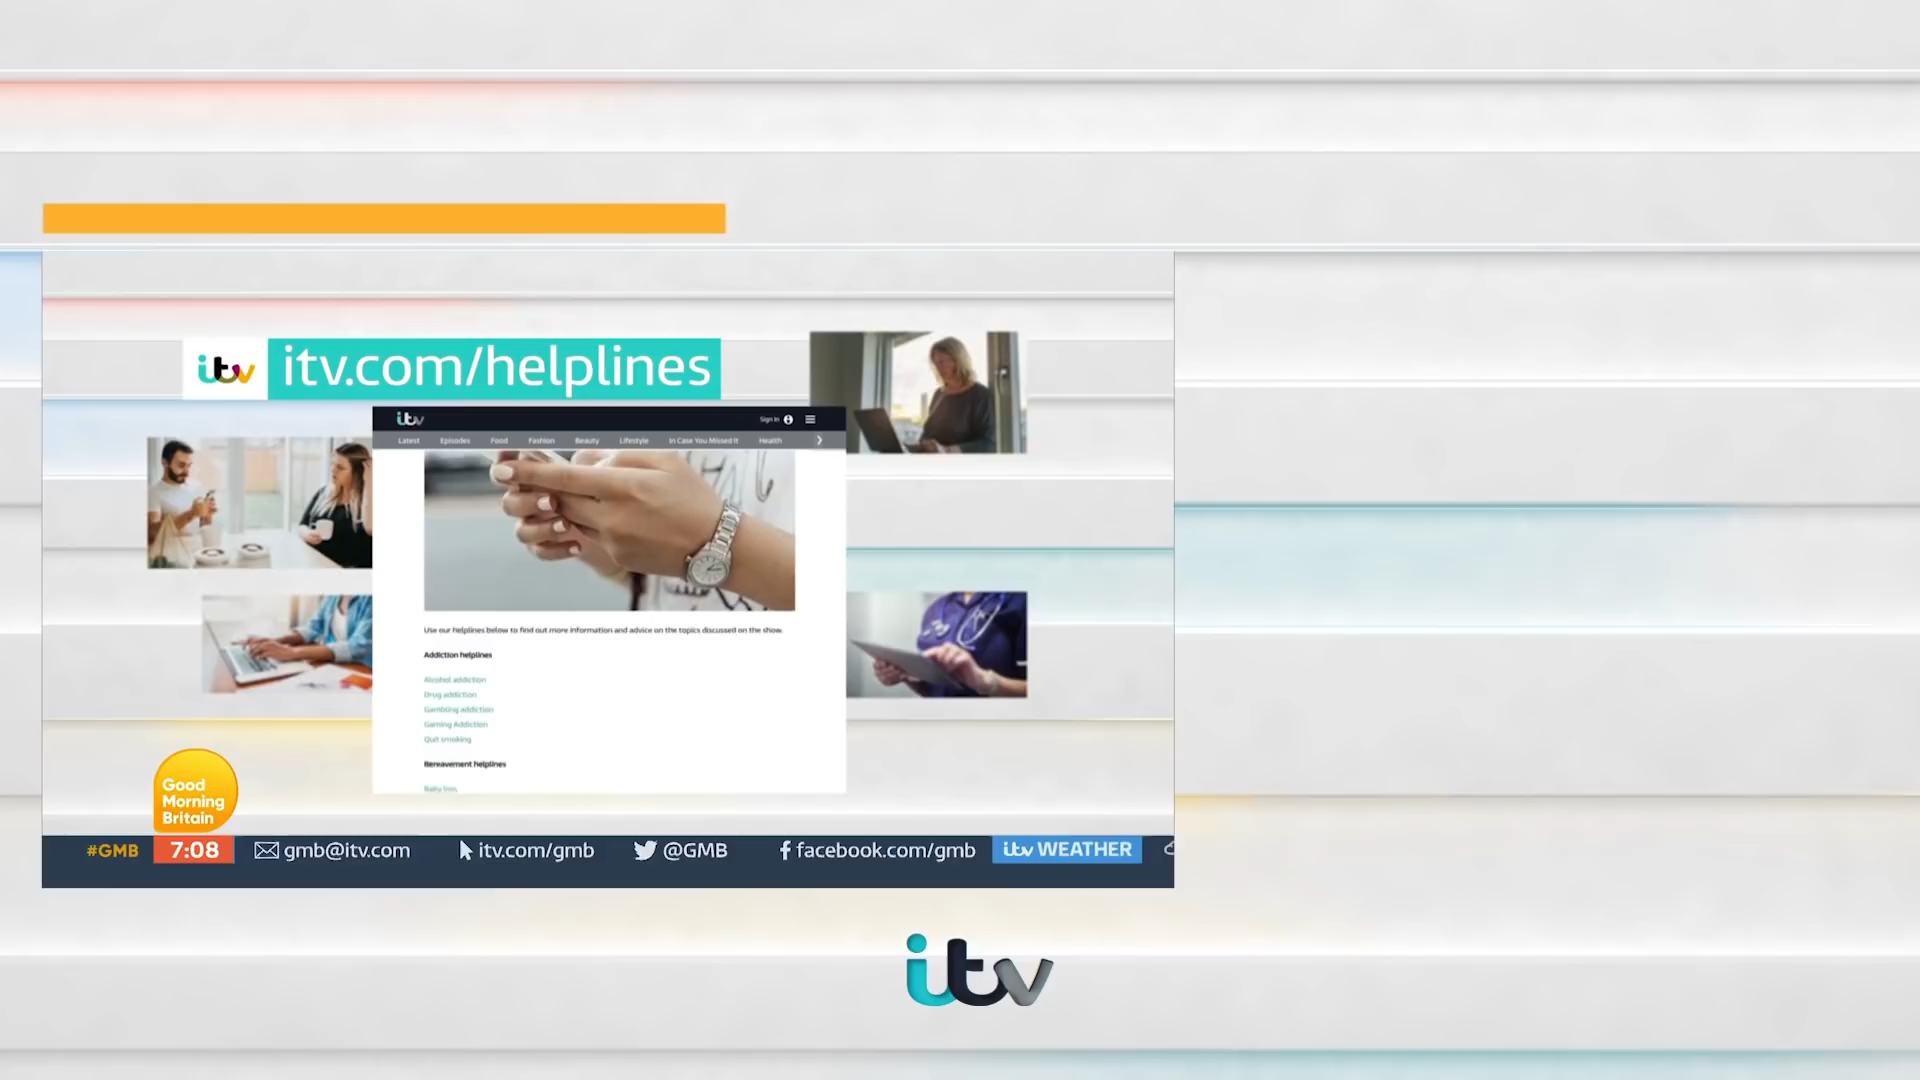 itv itv.com/helplines
itv Sign in
Latest Episodes Food Fashion Beauty Lifestyle In Case You Missed It Health
Use our helplines below to find out more information and advice on the topics discussed on the show.
Addiction helplines
Alcohol addiction
Drug addiction
Gambling addiction
Gaming Addiction
Quit smoking
Bereavement helplines
Baby loss
Good
Morning
Britain
#GMB 7:08 gmb@itv.com itv.com/gmb @GMB facebook.com/gmb itv WEATHER
itv